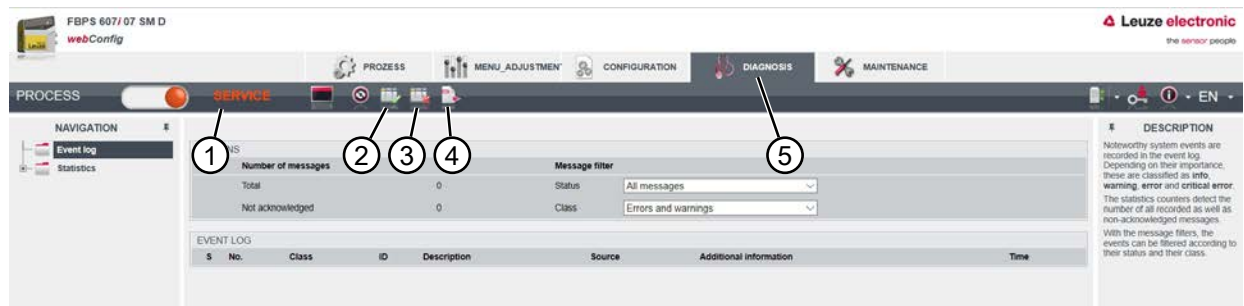 FBPS 607i 07 SM D
webConfig
Leuze electronic
the sensor people
PROZESS
MENU_ADJUSTMEN
CONFIGURATION
DIAGNOSIS
MAINTENANCE
PROCESS
SERVICE
EN
1
2
3
4
5
NAVIGATION
Event log
Statistics
NS
Number of messages
Message filter
Total
0
Status
All messages
Not acknowledged
0
Class
Errors and warnings
EVENT LOG
S No. Class ID Description Source Additional information Time
DESCRIPTION
Noteworthy system events are
recorded in the event log.
Depending on their importance,
these are classified as info,
warning, error and critical error.
The statistics counters detect the
number of all recorded as well as
non-acknowledged messages.
With the message filters, the
events can be filtered according to
their status and their class.